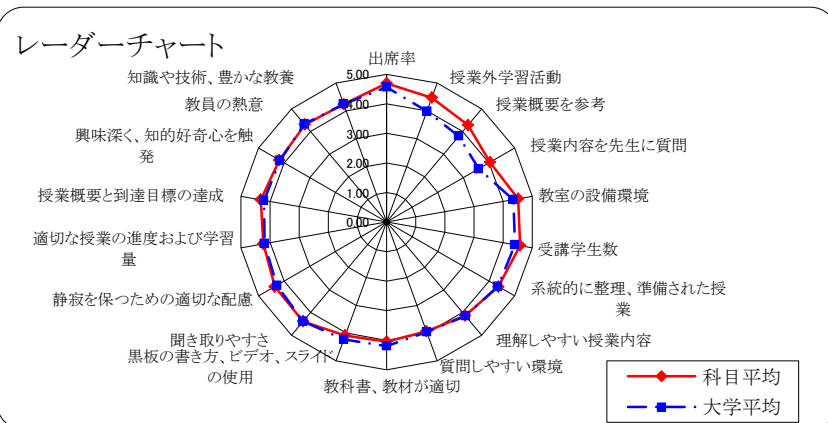 レーダーチャート
出席率
授業外学習活動
授業概要を参考
授業内容を先生に質問
教室の設備環境
受講学生数
系統的に整理、準備された授
業
理解しやすい授業内容
質問しやすい環境
教科書、教材が適切
黒板の書き方、ビデオ、スライド
の使用
聞き取りやすさ
静寂を保つための適切な配慮
適切な授業の進度および学習
量
授業概要と到達目標の達成
興味深く、知的好奇心を触
発
教員の熱意
知識や技術、豊かな教養
5.00
4.00
3.00
2.00
1.00
0.00
科目平均
大学平均